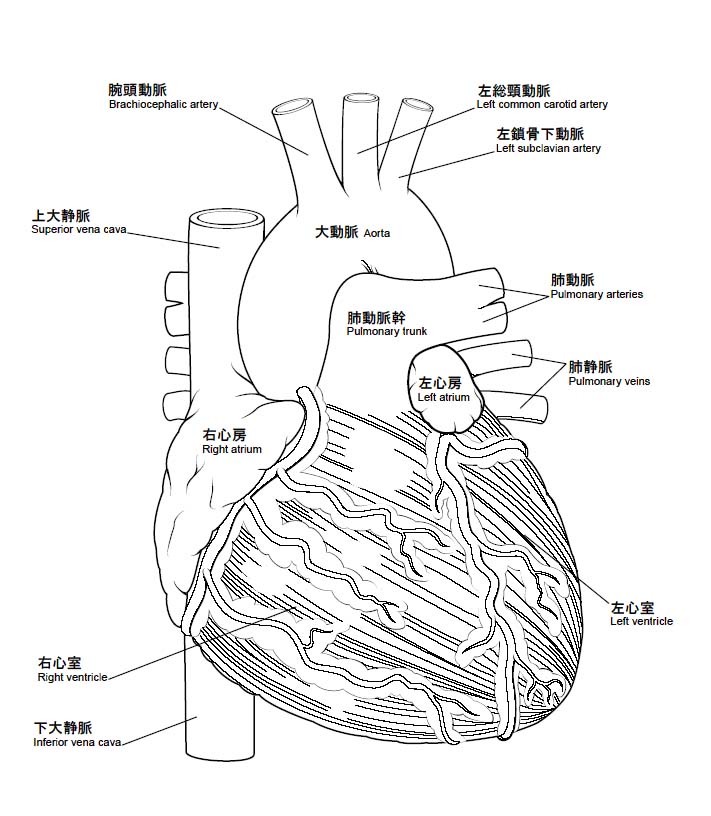 腕頭動脈
Brachiocephalic artery
左総頸動脈
Left common carotid artery
左鎖骨下動脈
Left subclavian artery
上大静脈
Superior vena cava
大動脈 Aorta
肺動脈
Pulmonary arteries
肺動脈幹
Pulmonary trunk
肺静脈
Pulmonary veins
左心房
Left atrium
右心房
Right atrium
左心室
Left ventricle
右心室
Right ventricle
下大静脈
Inferior vena cava